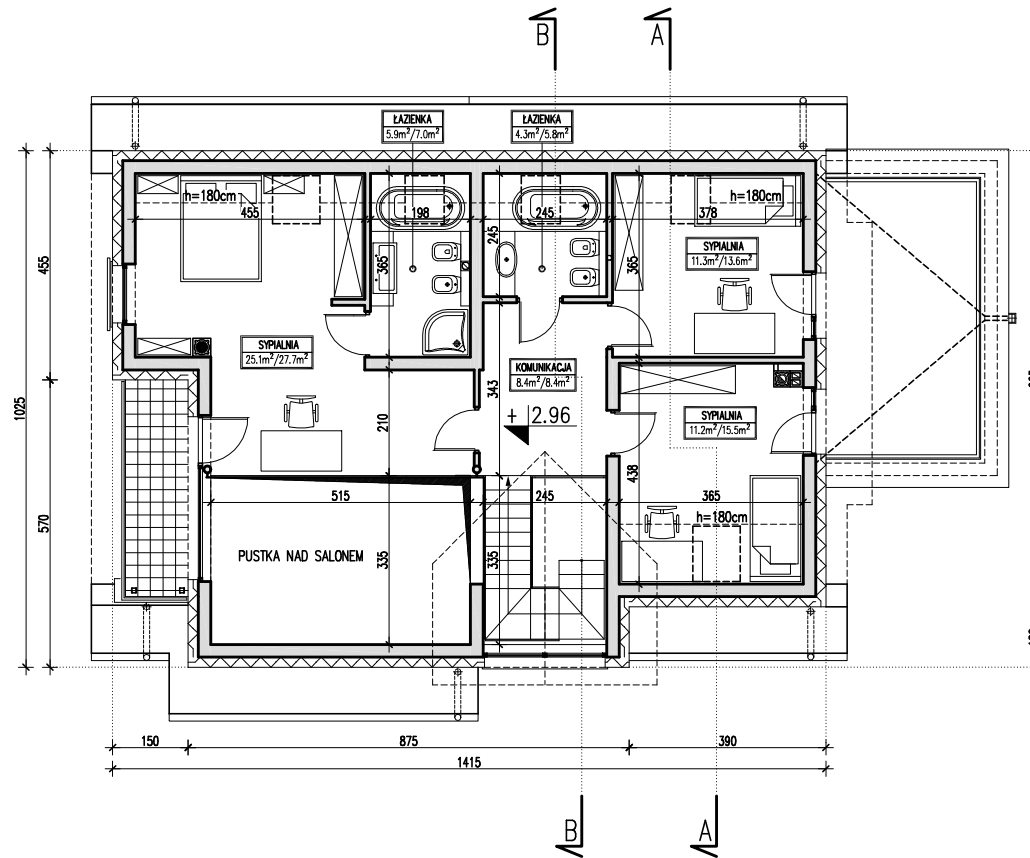 B
A
ŁAZIENKA
5.9m²/7.0m²
ŁAZIENKA
4.3m²/5.8m²
h=180cm
h=180cm
455
198
245
378
245
365
365
SYPIALNIA
11.3m²/13.6m²
455
1025
SYPIALNIA
25.1m²/27.7m²
KOMUNIKACJA
8.4m²/8.4m²
343
210
+ 2.96
SYPIALNIA
11.2m²/15.5m²
438
515
245
365
h=180cm
570
PUSTKA NAD SALONEM
335
335
150
875
390
1415
B
A